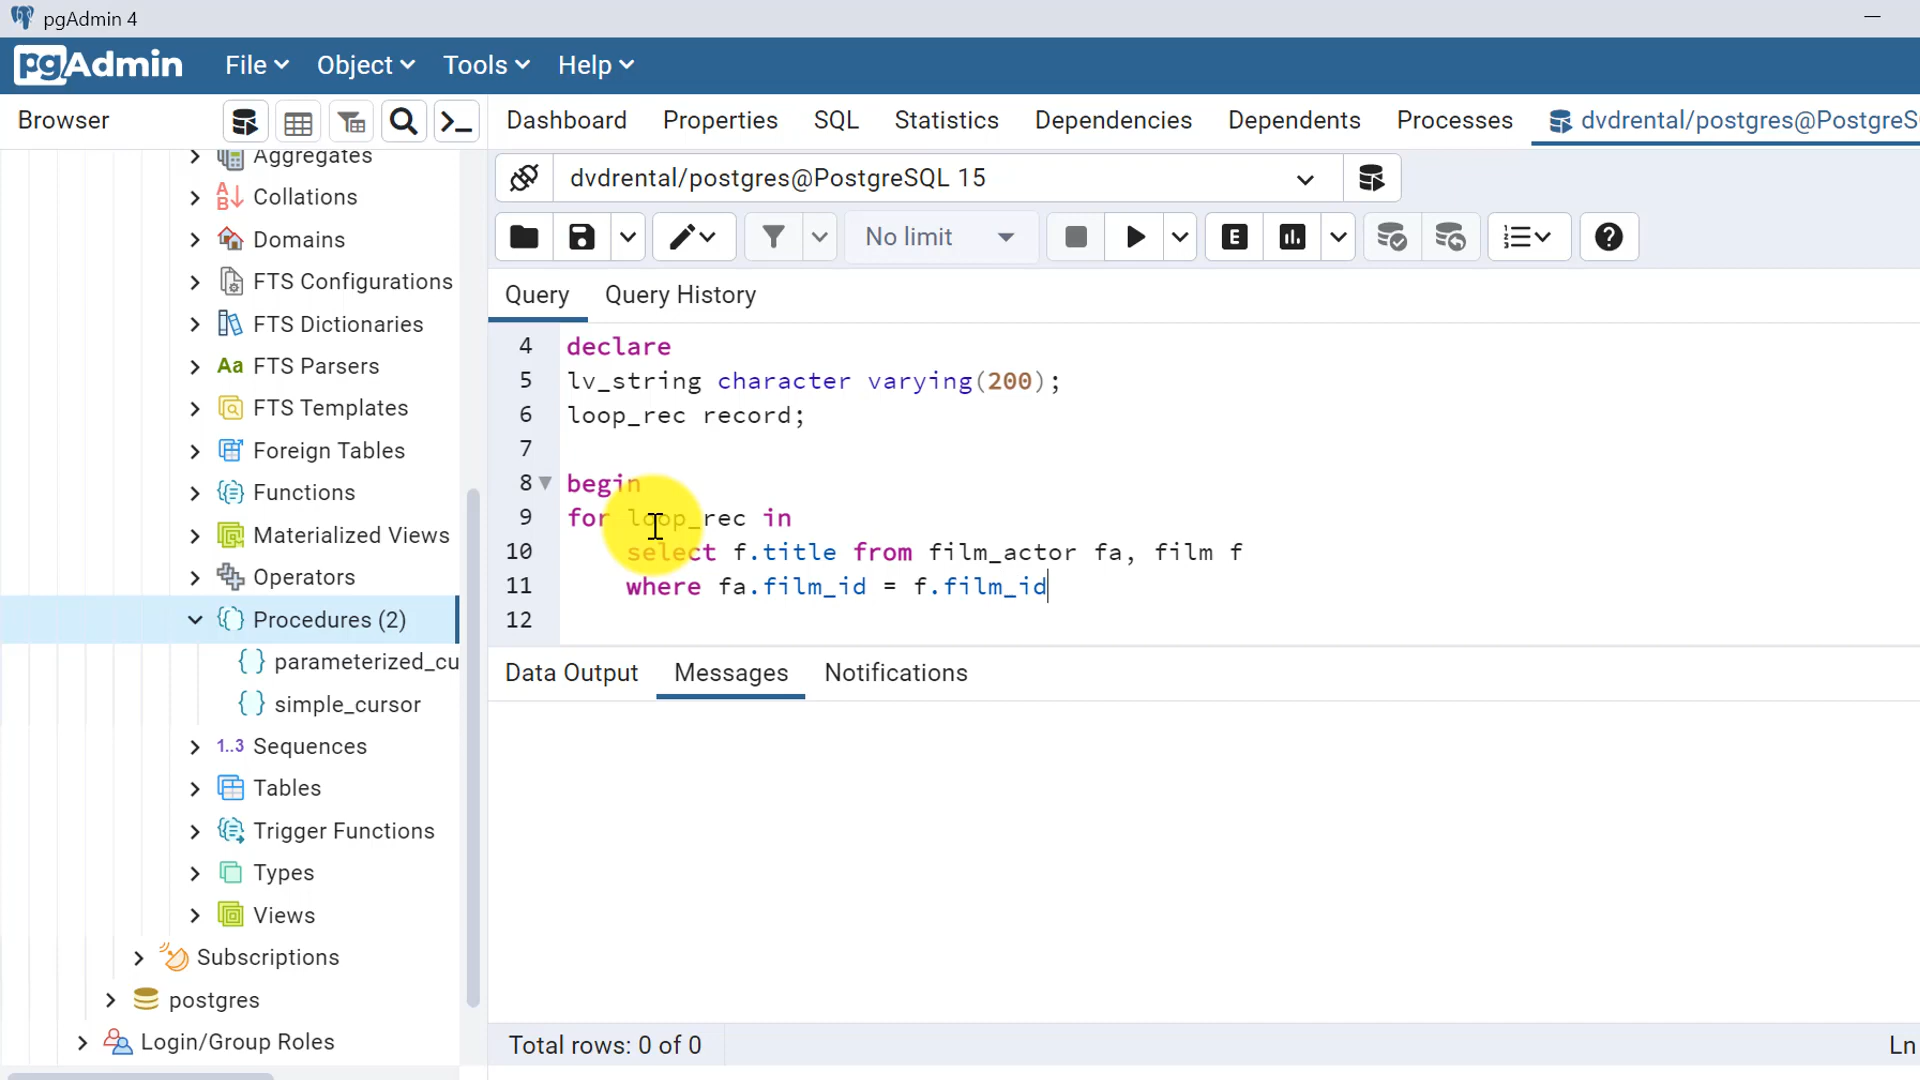 pgAdmin 4
pgAdmin File Object Tools Help
Browser Dashboard Properties SQL Statistics Dependencies Dependents Processes dvdrental/postgres@PostgreS
dvdrental/postgres@PostgreSQL 15
No limit E
Query Query History
4 declare
5 lv_string character varying(200);
6 loop_rec record;
7
8 begin
9 for loop_rec in
10 select f.title from film_actor fa, film f
11 where fa.film_id = f.film_id
12
Data Output Messages Notifications
Total rows: 0 of 0
Ln
Aggregates
Collations
Domains
FTS Configurations
FTS Dictionaries
Aa FTS Parsers
FTS Templates
Foreign Tables
Functions
Materialized Views
Operators
Procedures (2)
parameterized_cu
simple_cursor
1..3 Sequences
Tables
Trigger Functions
Types
Views
Subscriptions
postgres
Login/Group Roles